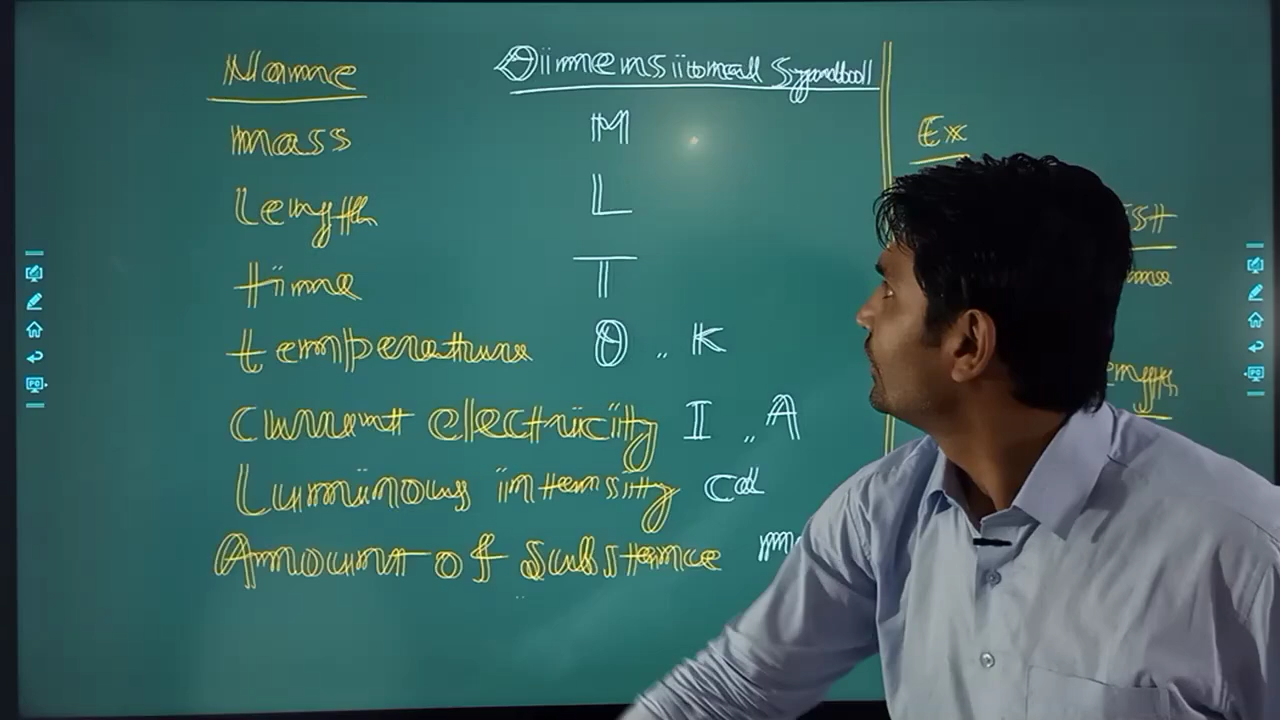 Name Dimensional Symbol
mass M
Length L
time T
temperature θ .. K
Current electricity I .. A
Luminous intensity Cd
Amount of Substance
Ex